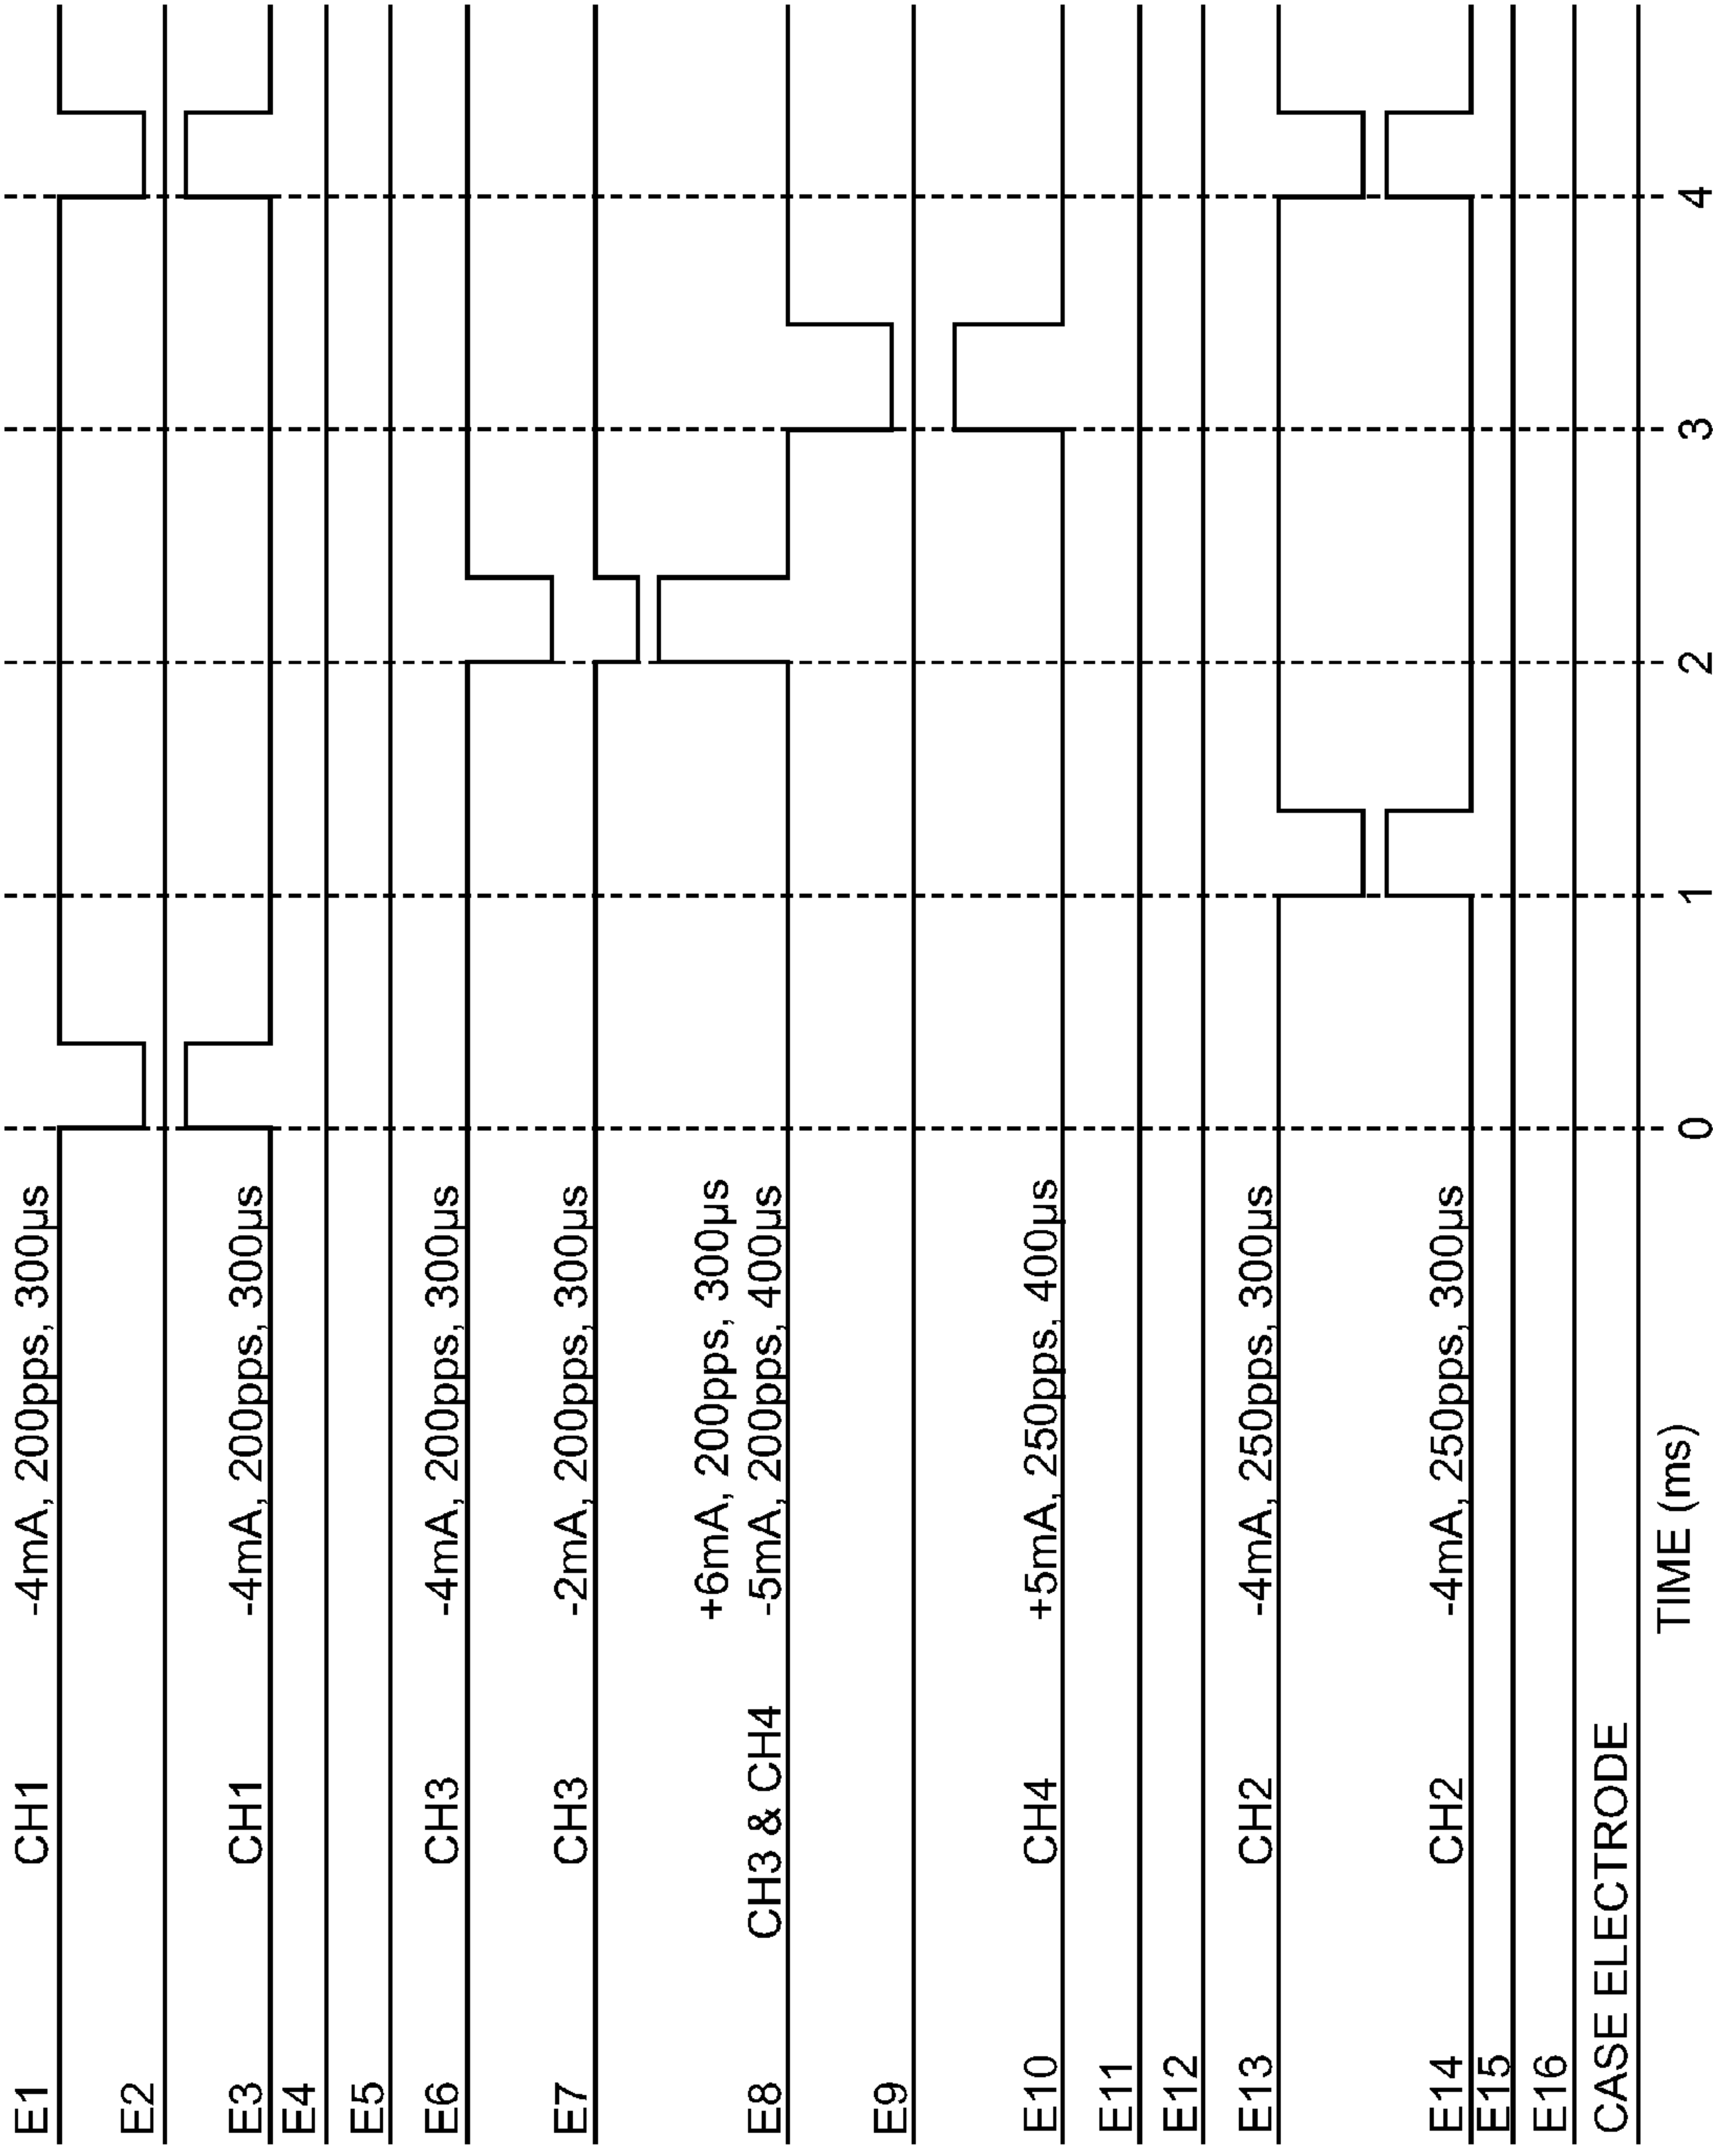 E1 CH1 -4mA, 200pps, 300µs
E2
E3 CH1 -4mA, 200pps, 300µs
E4
E5
E6 CH3 -4mA, 200pps, 300µs
E7 CH3 -2mA, 200pps, 300µs
+6mA, 200pps, 300µs
E8 CH3 & CH4 -5mA, 200pps, 400µs
E9
E10 CH4 +5mA, 250pps, 400µs
E11
E12
E13 CH2 -4mA, 250pps, 300µs
E14 CH2 -4mA, 250pps, 300µs
E15
E16
CASE ELECTRODE
0 1 2 3 4
TIME (ms)